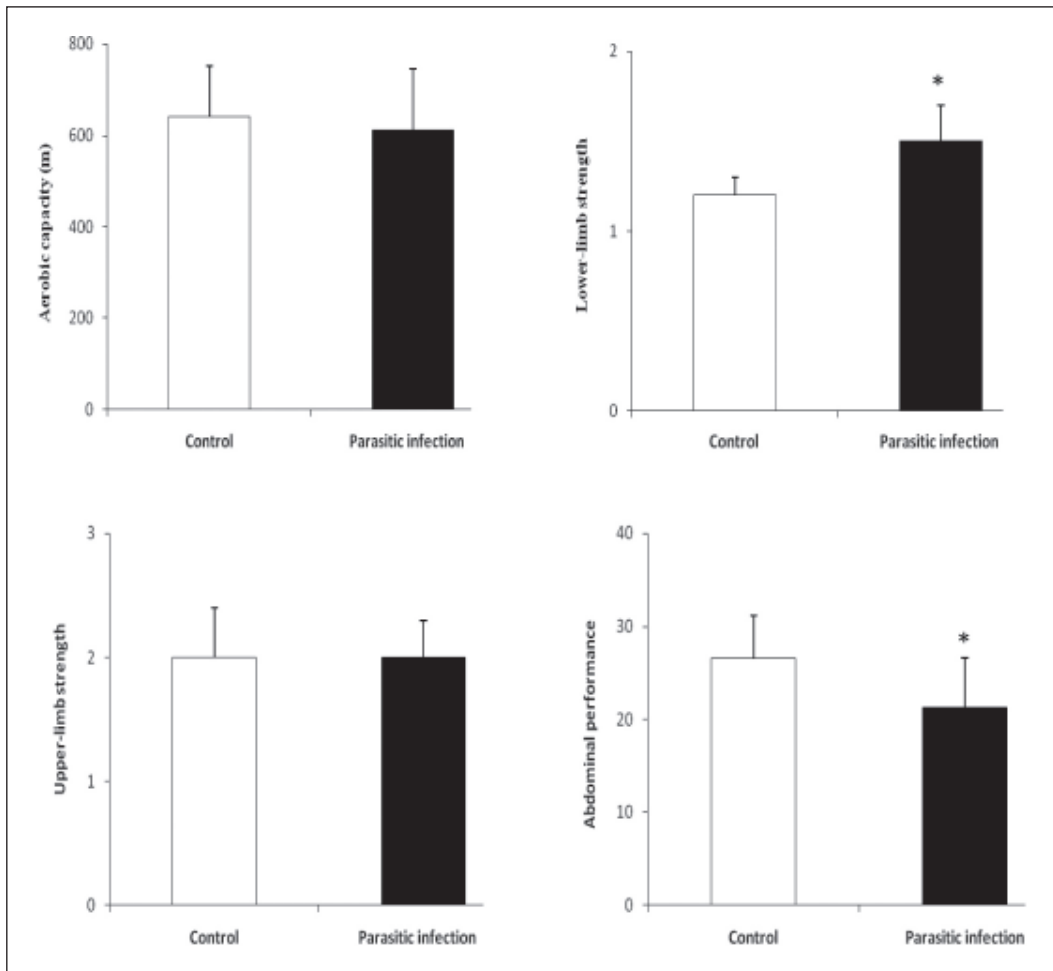 Aerobic capacity (m)
800
600
400
200
0
Control Parasitic infection
Lower-limb strength
2
*
1
0
Control Parasitic infection
Upper-limb strength
3
2
1
0
Control Parasitic infection
Abdominal performance
40
30
*
20
10
0
Control Parasitic infection